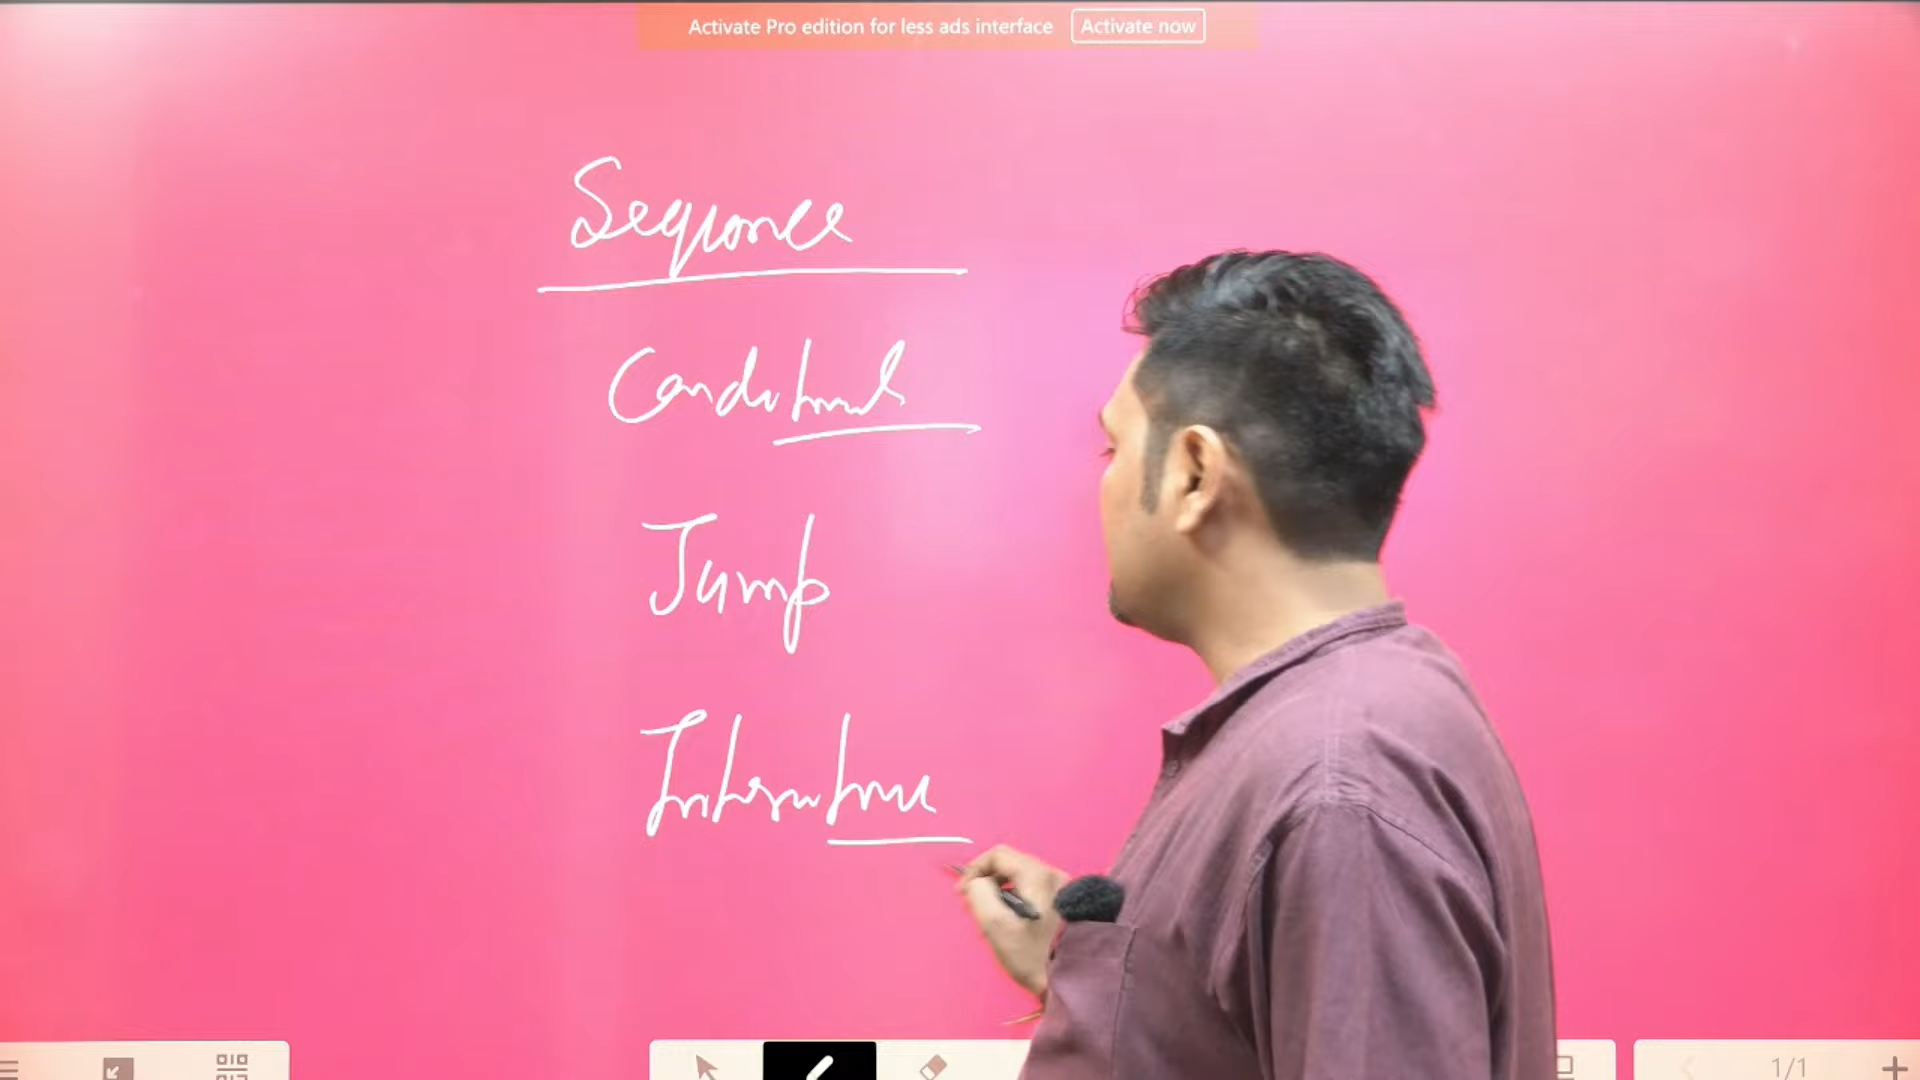 Activate Pro edition for less ads interface Activate now
Sequence
Conditional
Jump
1/1